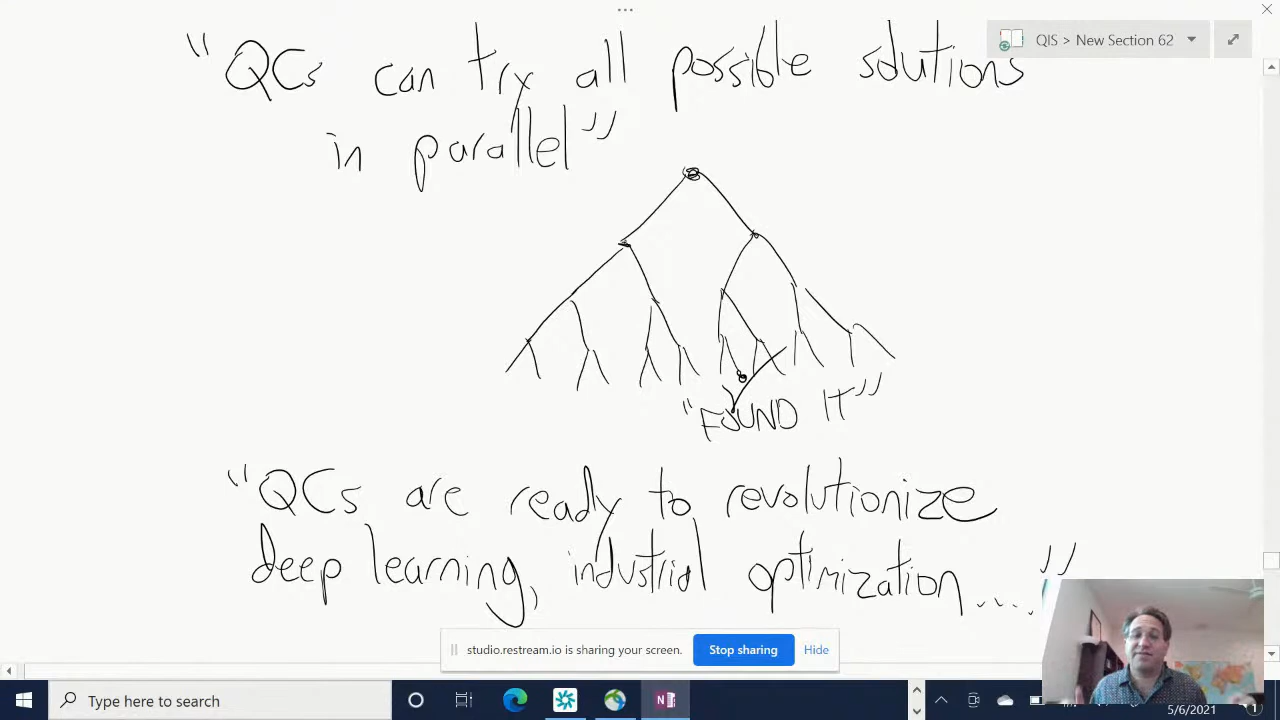 QIS > New Section 62
"QCs can try all possible solutions
in parallel"
"FOUND IT"
"QCs are ready to revolutionize
deep learning, industrial optimization...."
studio.restream.io is sharing your screen.
Stop sharing
Hide
Type here to search
5/6/2021
1